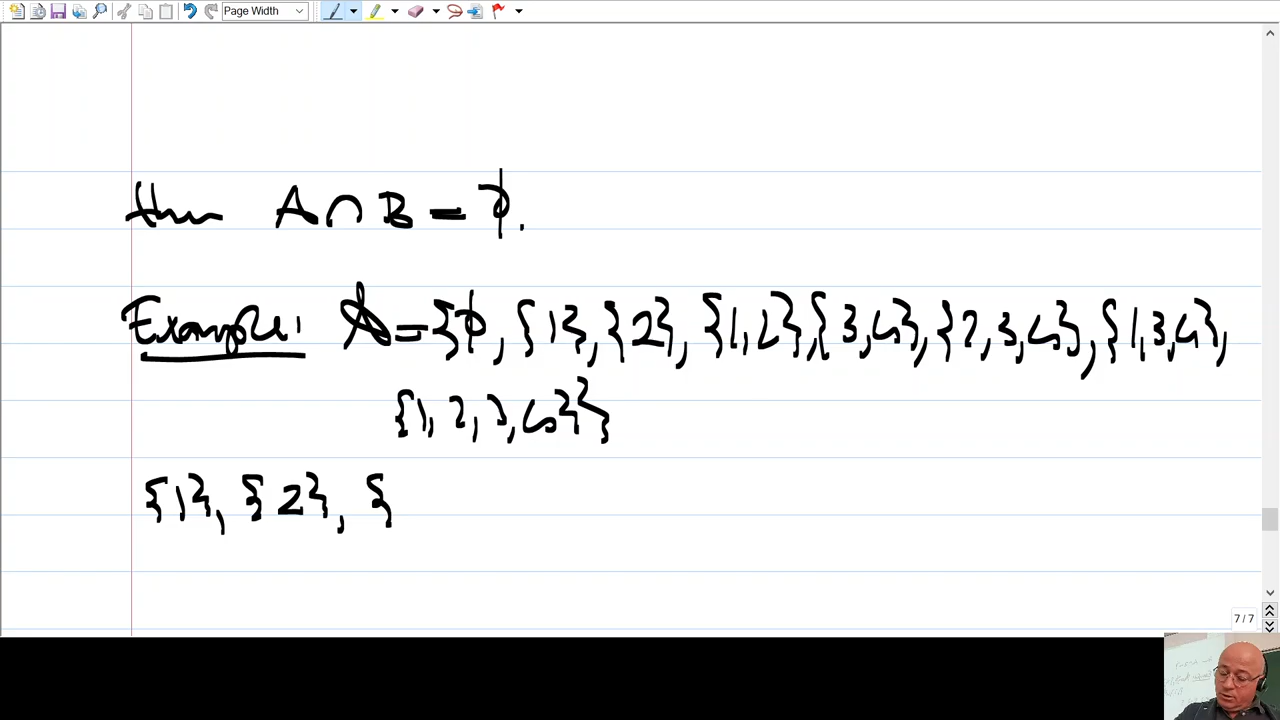 Page Width
then A∩B = ϕ.
Example: A = {ϕ, {1}, {2}, {1,2}, {3,4}, {2,3,4}, {1,3,4},
{1,2,3,4}}
{1}, {2}, {
7 / 7